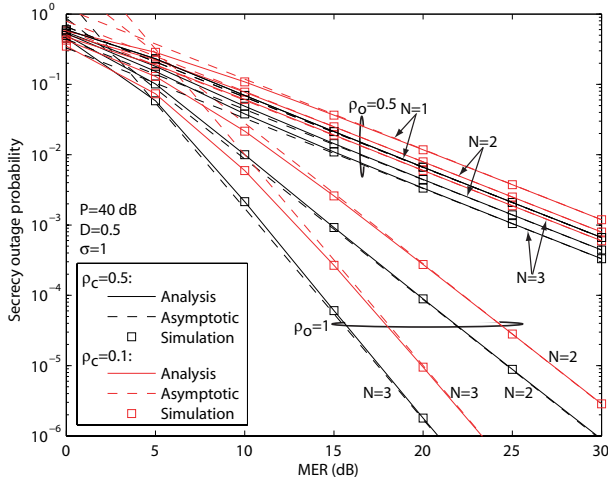 10^0
10^-1
10^-2
10^-3
10^-4
10^-5
10^-6
Secrecy outage probability
ρo=0.5
N=1
N=2
N=3
P=40 dB
D=0.5
σ=1
ρc=0.5:
Analysis
Asymptotic
Simulation
ρc=0.1:
Analysis
Asymptotic
Simulation
ρo=1
N=2
N=3
N=3
N=2
0 5 10 15 20 25 30
MER (dB)